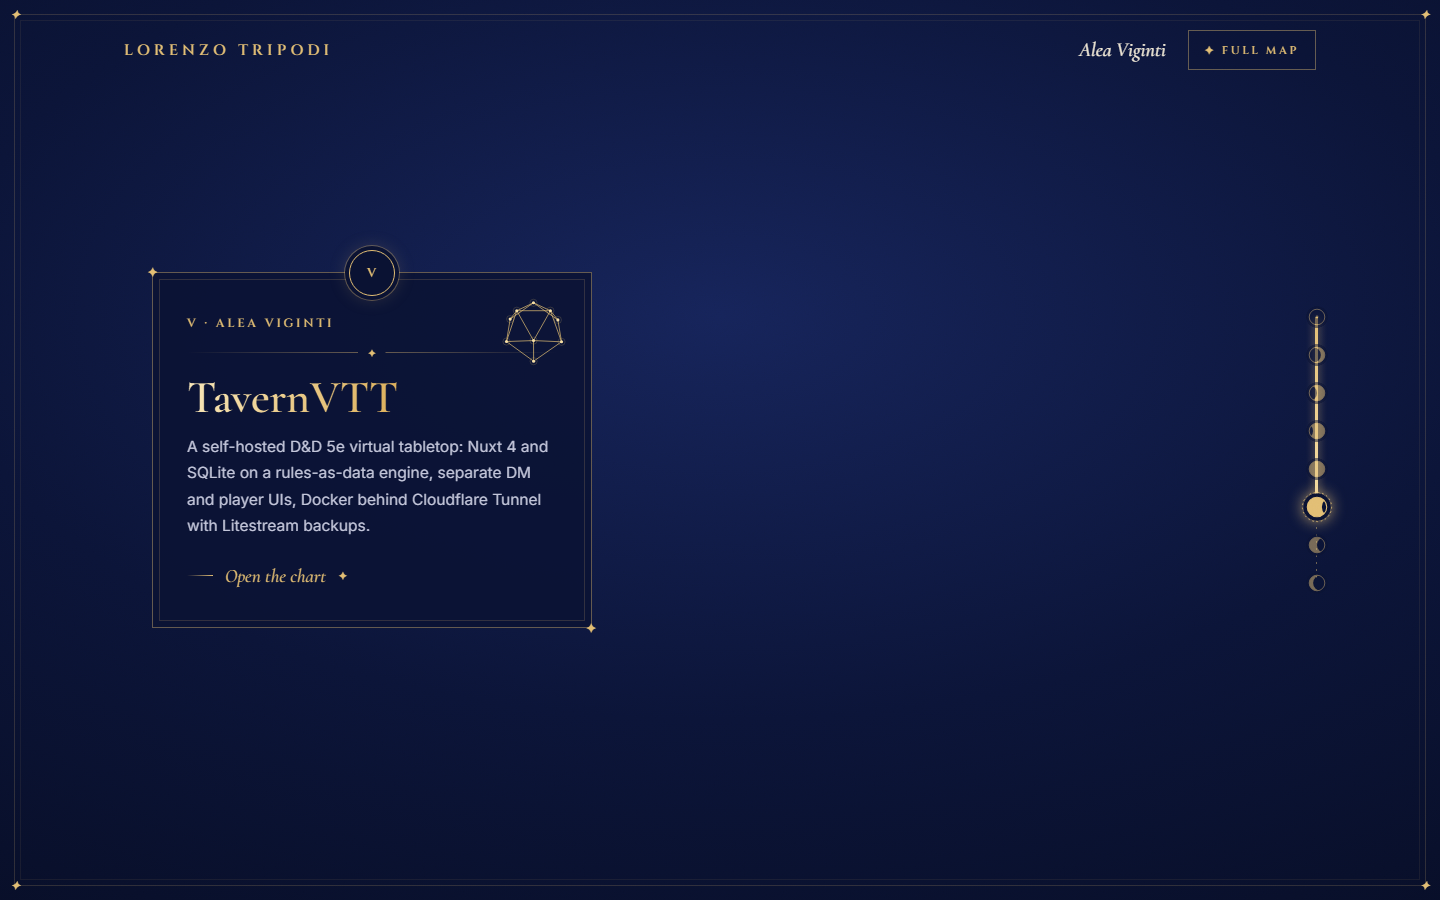 LORENZO TRIPODI
Alea Viginti
✦ FULL MAP
V
V · ALEA VIGINTI
TavernVTT
A self-hosted D&D 5e virtual tabletop: Nuxt 4 and
SQLite on a rules-as-data engine, separate DM
and player UIs, Docker behind Cloudflare Tunnel
with Litestream backups.
Open the chart ✦